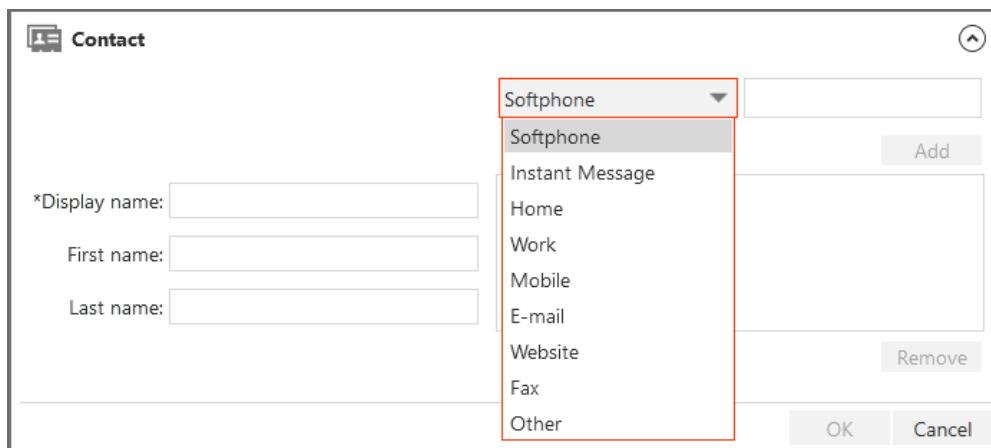 Contact
Softphone
Softphone
Instant Message
Home
Work
Mobile
E-mail
Website
Fax
Other
Add
*Display name:
First name:
Last name:
Remove
OK
Cancel